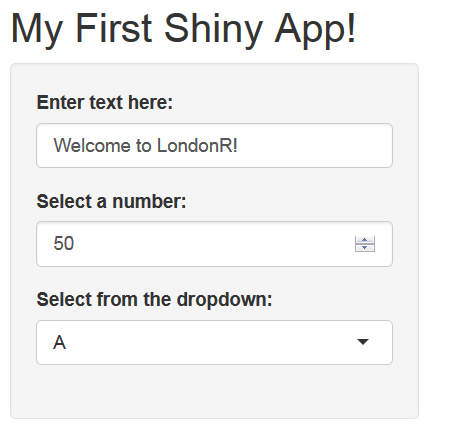 My First Shiny App!
Enter text here:
Welcome to LondonR!
Select a number:
50
Select from the dropdown:
A